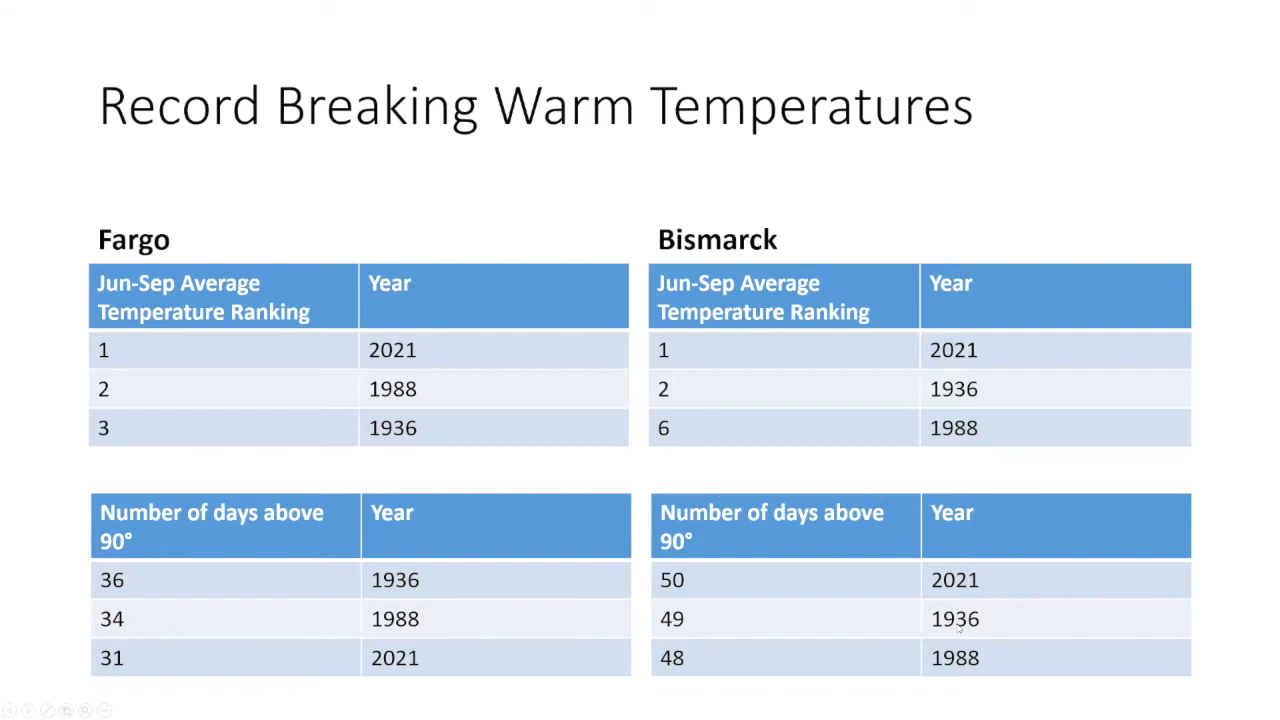 Record Breaking Warm Temperatures
Fargo
Jun-Sep Average
Temperature Ranking
Year
1
2021
2
1988
3
1936
Number of days above
90°
Year
36
1936
34
1988
31
2021
Bismarck
Jun-Sep Average
Temperature Ranking
Year
1
2021
2
1936
6
1988
Number of days above
90°
Year
50
2021
49
1936
48
1988